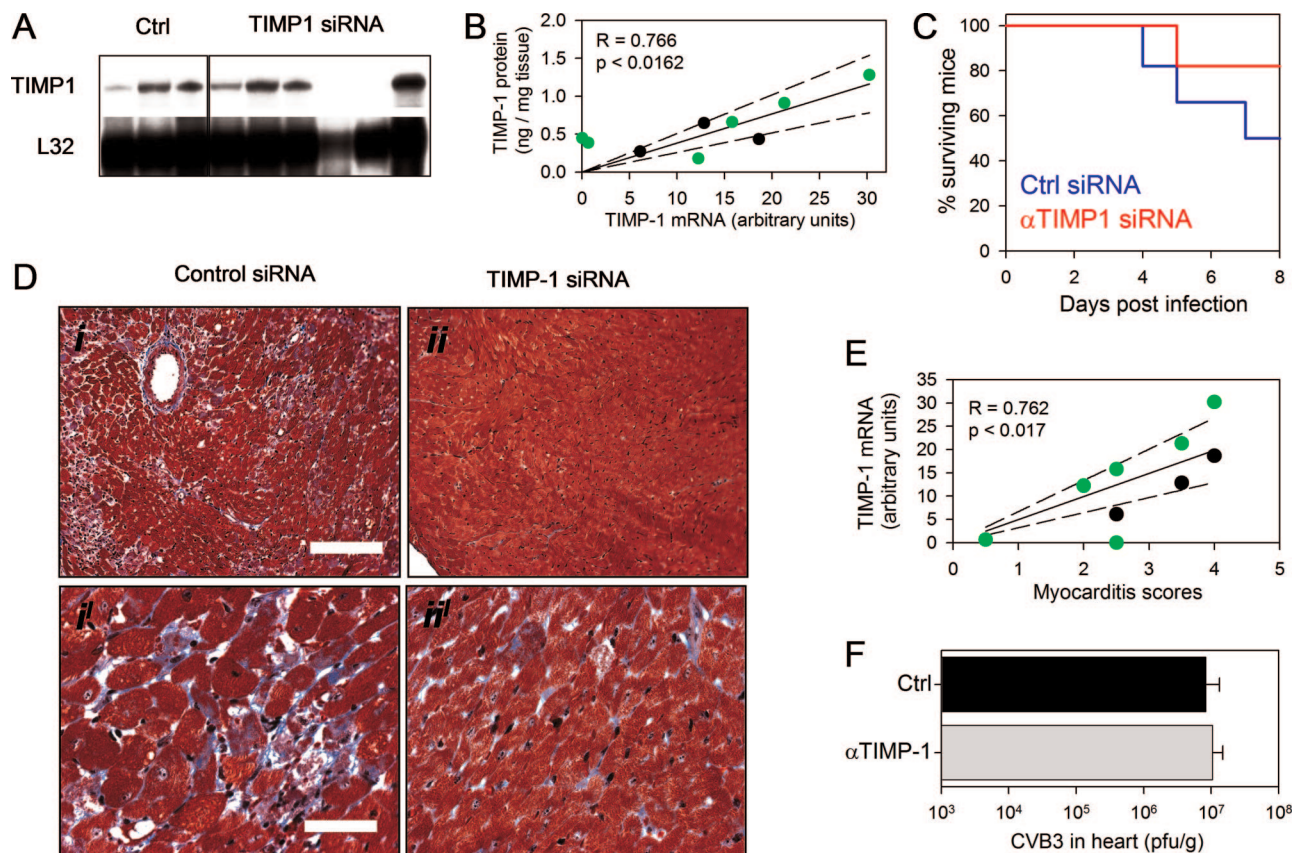 A
Ctrl
TIMP1 siRNA
TIMP1
L32
B
R = 0.766
p < 0.0162
TIMP-1 protein
(ng / mg tissue)
2.0
1.5
1.0
0.5
0.0
0 5 10 15 20 25 30
TIMP-1 mRNA (arbitrary units)
C
% surviving mice
100
80
60
40
20
0
Ctrl siRNA
αTIMP1 siRNA
0 2 4 6 8
Days post infection
D
Control siRNA
TIMP-1 siRNA
i
ii
i'
ii'
E
R = 0.762
p < 0.017
TIMP-1 mRNA
(arbitrary units)
35
30
25
20
15
10
5
0
0 1 2 3 4 5
Myocarditis scores
F
Ctrl
αTIMP-1
10³ 10⁴ 10⁵ 10⁶ 10⁷ 10⁸
CVB3 in heart (pfu/g)